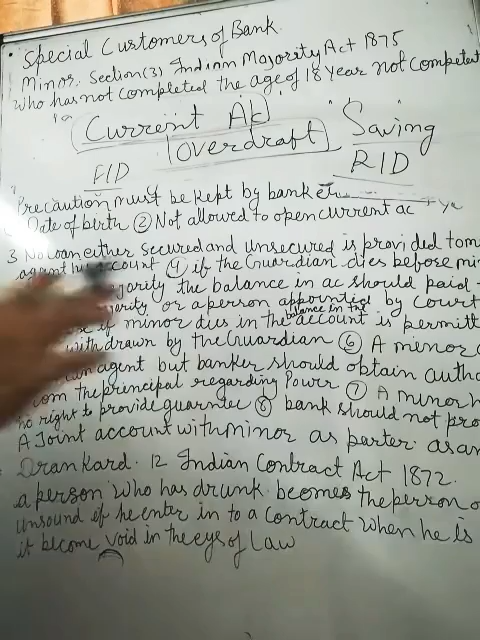 • Special Customers of Bank.
Minor. Section(3) Indian Majority Act 1875
Who has not completed the age of 18 Year not Competent
Current A/c Saving
(Overdraft)
F/D R/D
Precaution must be kept by banker
Date of birth ② Not allowed to open current ac
3 No loan either secured and unsecured is provided to m
account ④ if the Guardian dies before mi
the balance in ac should paid
or a person appointed by court
if minor dies in the balance in the account is permitt
withdrawn by the Guardian ⑥ A minor
agent but banker should obtain autho
the principal regarding Power ⑦ A minor h
no right to provide guarntee ⑧ bank should not pro
A Joint account with minor as parter. as an
Drankard. 12 Indian Contract Act 1872.
a person who has drunk. becomes the person o
unsound if he enter in to a contract when he is
it become void in the eyes of Law